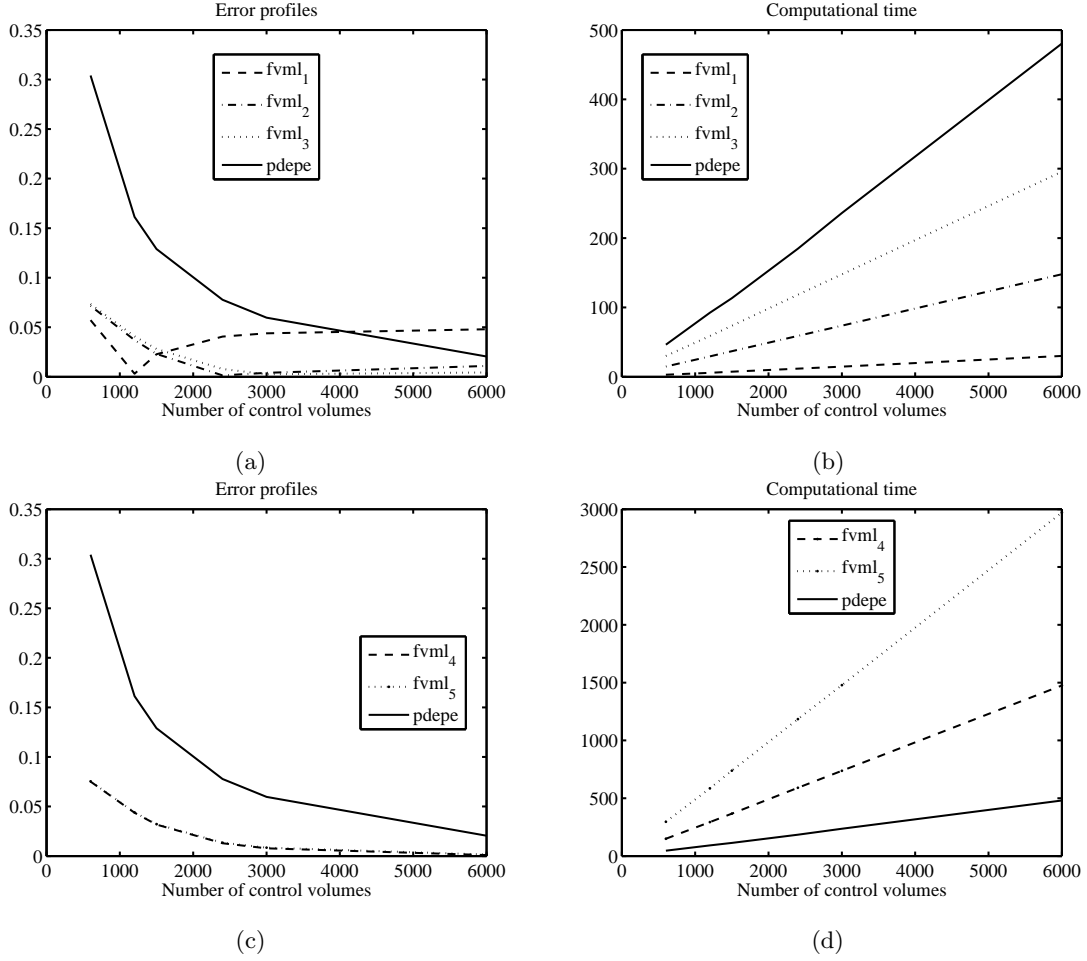 Error profiles
0.35
0.3
0.25
0.2
0.15
0.1
0.05
0
fvml1
fvml2
fvml3
pdepe
0 1000 2000 3000 4000 5000 6000
Number of control volumes
(a)
Computational time
500
400
300
200
100
0
fvml1
fvml2
fvml3
pdepe
0 1000 2000 3000 4000 5000 6000
Number of control volumes
(b)
Error profiles
0.35
0.3
0.25
0.2
0.15
0.1
0.05
0
fvml4
fvml5
pdepe
0 1000 2000 3000 4000 5000 6000
Number of control volumes
(c)
Computational time
3000
2500
2000
1500
1000
500
0
fvml4
fvml5
pdepe
0 1000 2000 3000 4000 5000 6000
Number of control volumes
(d)